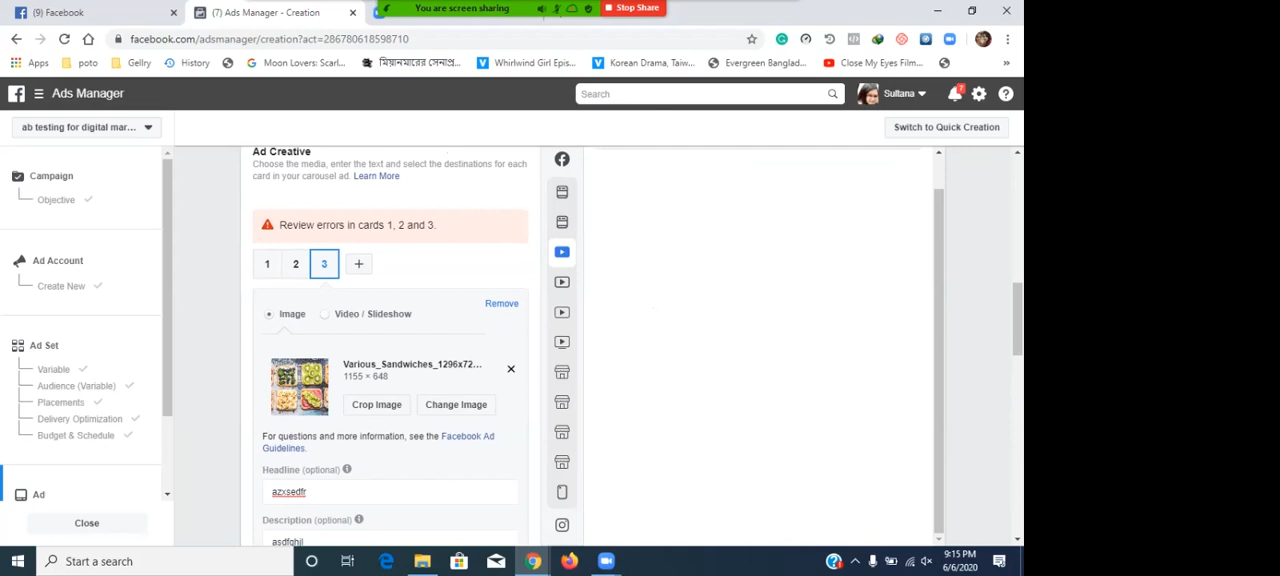 (9) Facebook
(7) Ads Manager - Creation
You are screen sharing
Stop Share
facebook.com/adsmanager/creation?act=286780618598710
Apps
poto
Gellry
History
Moon Lovers: Scarl...
মিয়ানমারের সেনাপ্র...
Whirlwind Girl Epis...
Korean Drama, Taiw...
Evergreen Banglad...
Close My Eyes Film...
Ads Manager
Search
Sultana
7
ab testing for digital mar...
Switch to Quick Creation
Campaign
Objective
Ad Account
Create New
Ad Set
Variable
Audience (Variable)
Placements
Delivery Optimization
Budget & Schedule
Ad
Close
Ad Creative
Choose the media, enter the text and select the destinations for each
card in your carousel ad. Learn More
Review errors in cards 1, 2 and 3.
1 2 3 +
Remove
Image Video / Slideshow
Various_Sandwiches_1296x72...
1155 × 648
Crop Image Change Image
For questions and more information, see the Facebook Ad
Guidelines.
Headline (optional)
azxsedfr
Description (optional)
asdfghjl
Start a search
9:15 PM
6/6/2020